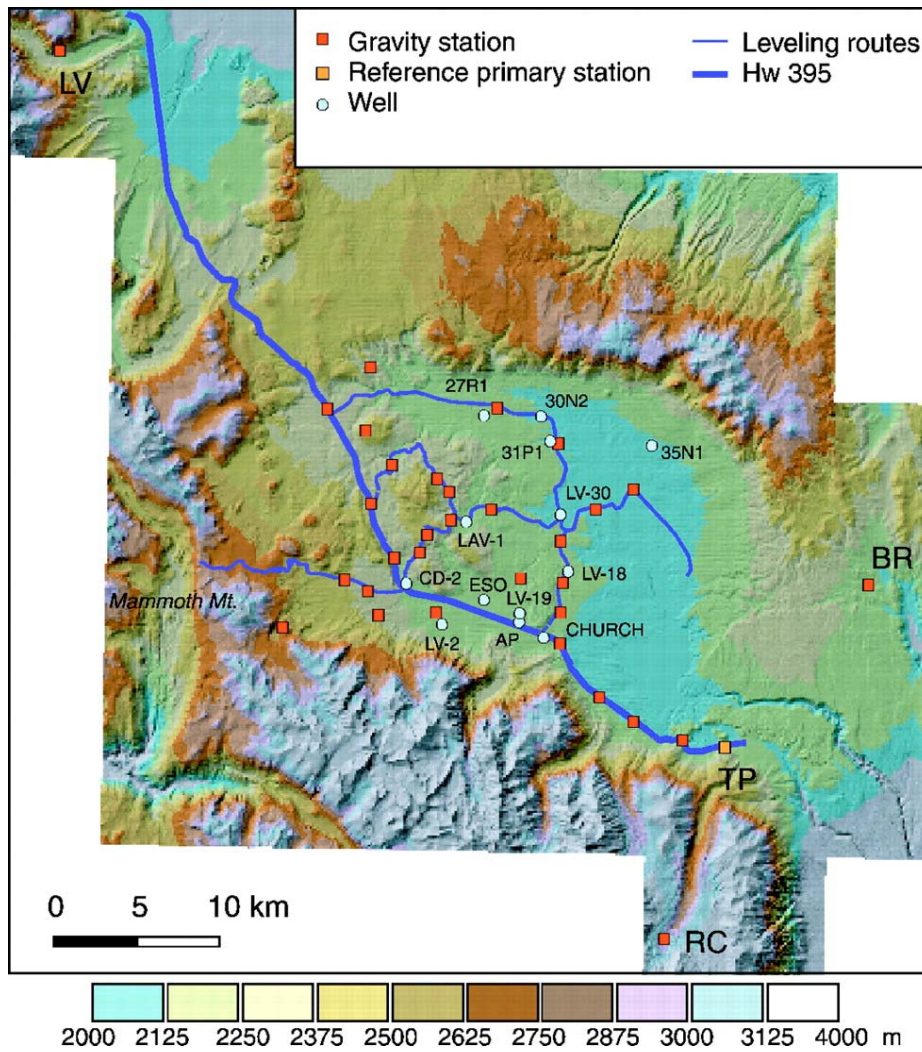 Gravity station
Reference primary station
Well
Leveling routes
Hw 395
LV
27R1
30N2
31P1
35N1
LV-30
LAV-1
BR
CD-2
ESO
LV-18
LV-19
Mammoth Mt.
LV-2
AP
CHURCH
TP
RC
0 5 10 km
2000 2125 2250 2375 2500 2625 2750 2875 3000 3125 4000 m